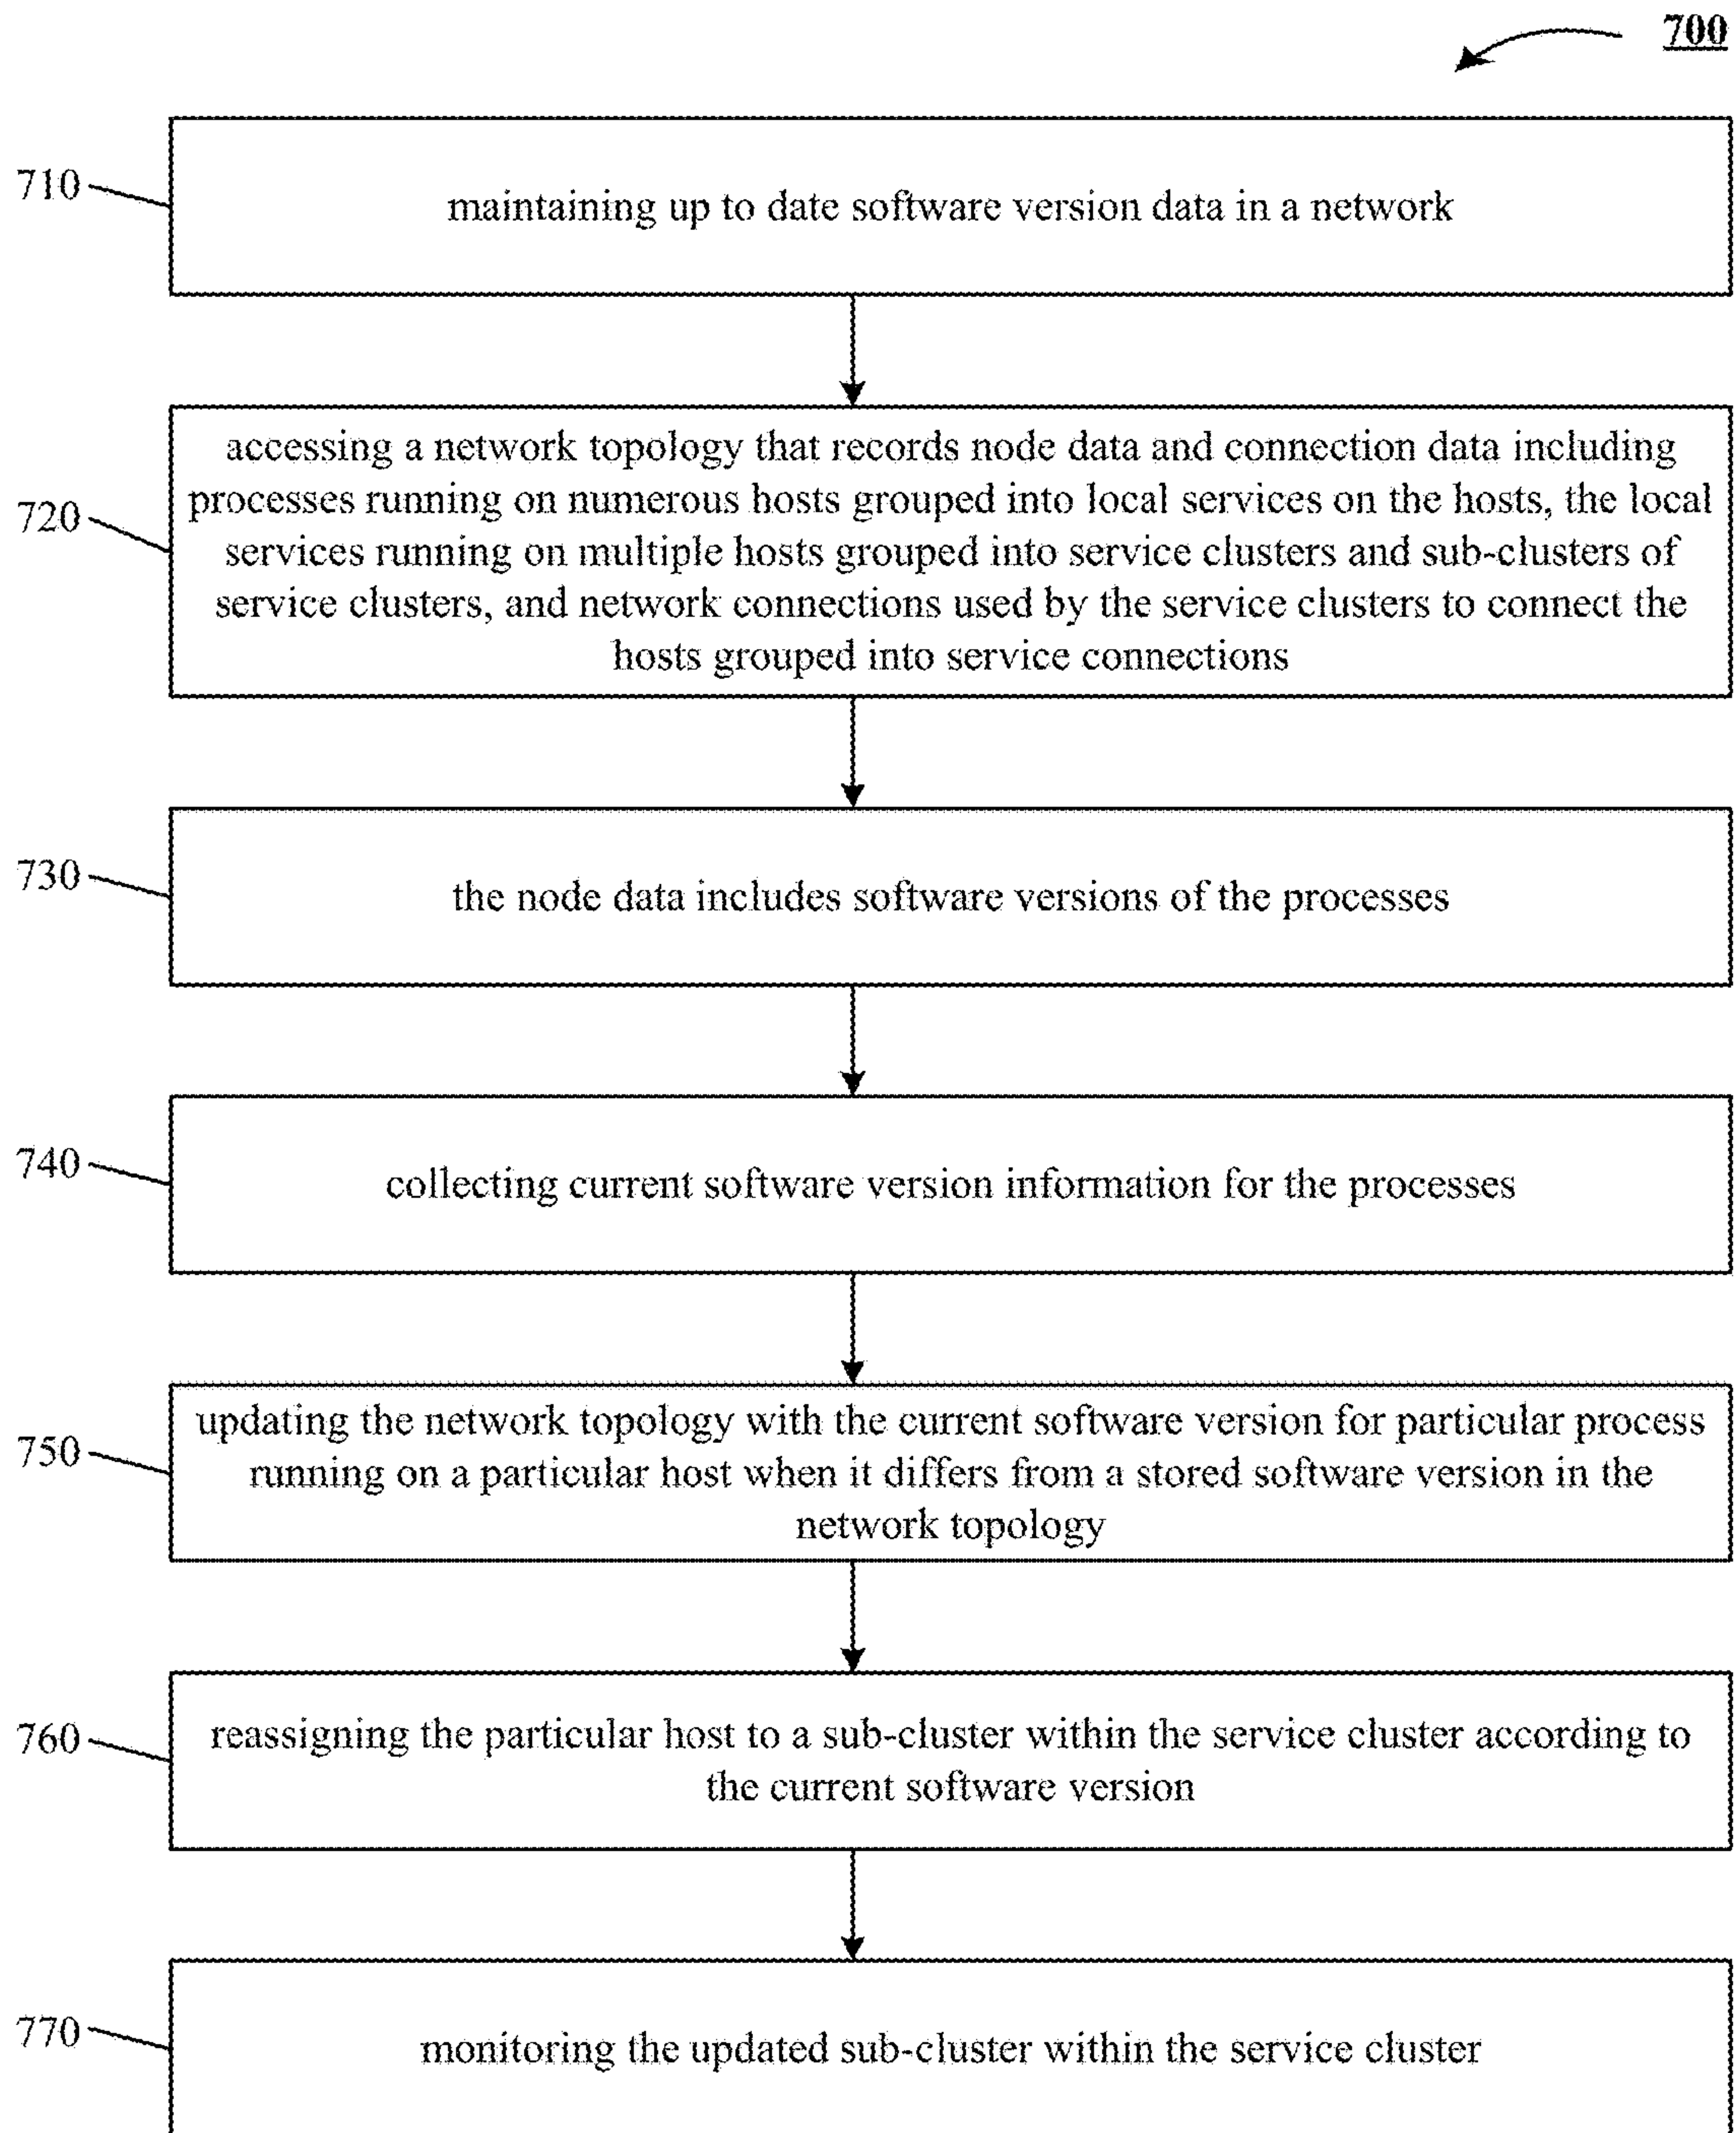 700
710
maintaining up to date software version data in a network
720
accessing a network topology that records node data and connection data including
processes running on numerous hosts grouped into local services on the hosts, the local
services running on multiple hosts grouped into service clusters and sub-clusters of
service clusters, and network connections used by the service clusters to connect the
hosts grouped into service connections
730
the node data includes software versions of the processes
740
collecting current software version information for the processes
750
updating the network topology with the current software version for particular process
running on a particular host when it differs from a stored software version in the
network topology
760
reassigning the particular host to a sub-cluster within the service cluster according to
the current software version
770
monitoring the updated sub-cluster within the service cluster